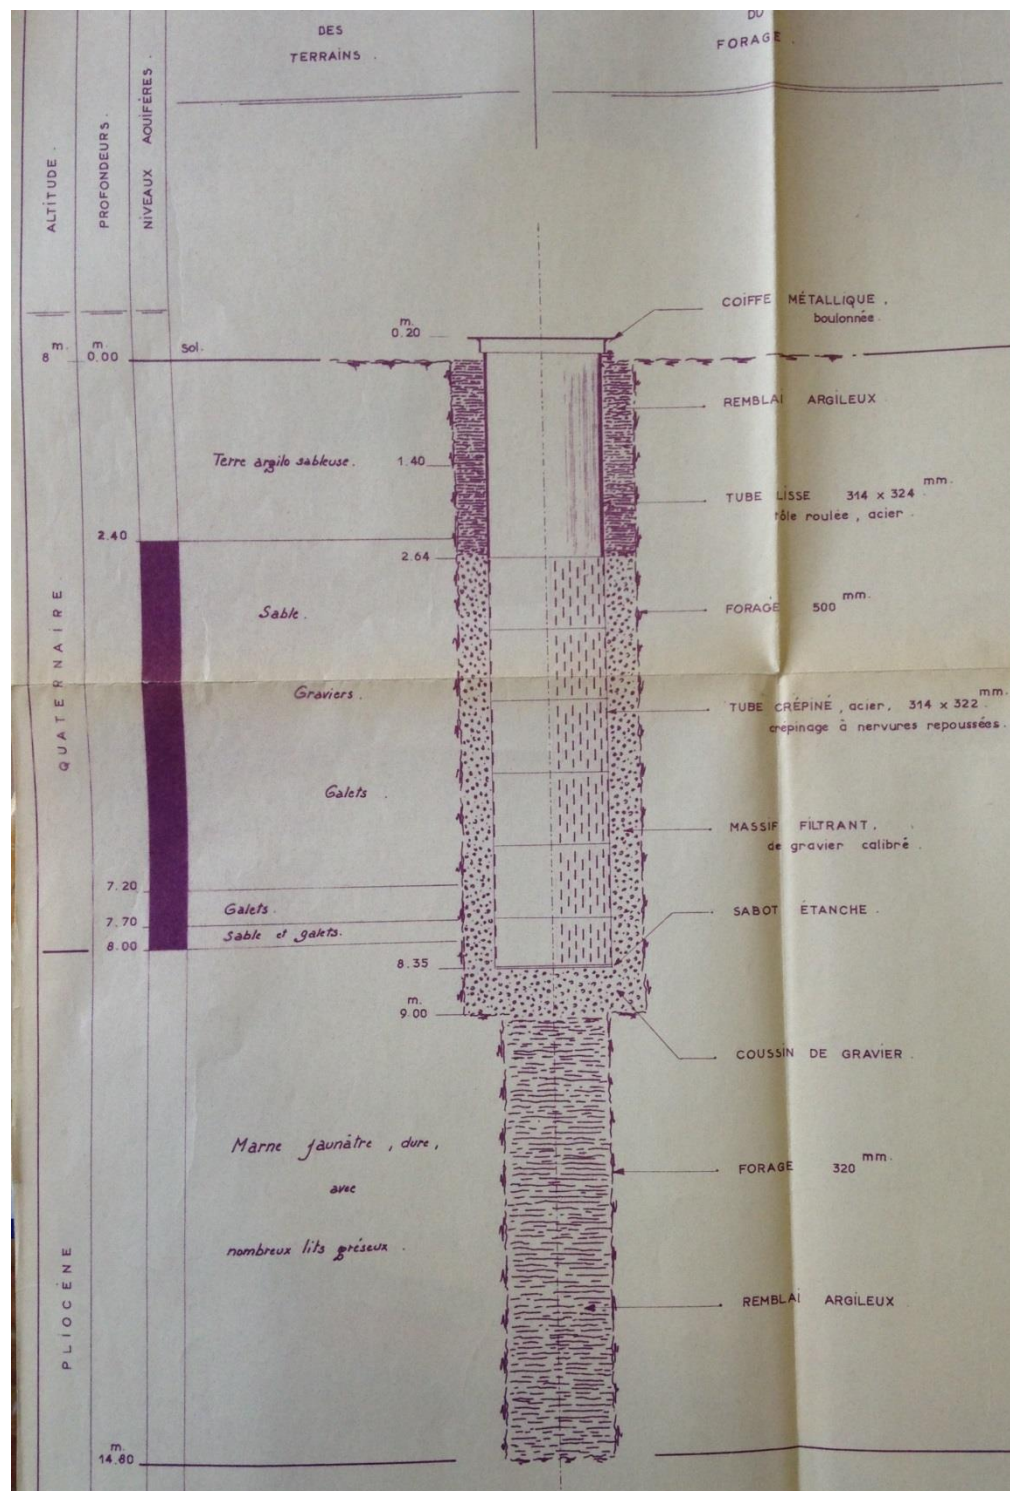 DES
TERRAINS .
DU
FORAGE .
ALTITUDE .
PROFONDEURS .
NIVEAUX AQUIFÈRES .
COIFFE MÉTALLIQUE ,
boulonnée .
m.
0.20
8 m.
m.
0.00
Sol.
REMBLAI ARGILEUX
Terre argilo sableuse .
1.40
TUBE LISSE 314 x 324 mm.
tôle roulée , acier .
2.40
2.64
QUATERNAIRE
Sable .
FORAGE 500 mm.
Graviers .
TUBE CRÉPINÉ , acier, 314 x 322 mm.
crépinage à nervures repoussées .
Galets .
MASSIF FILTRANT ,
de gravier calibré .
7.20
Galets .
7.70
Sable et galets.
8.00
SABOT ÉTANCHE .
8.35
m.
9.00
COUSSIN DE GRAVIER .
Marne jaunâtre , dure ,
avec
nombreux lits gréseux .
FORAGE 320 mm.
PLIOCÈNE
REMBLAI ARGILEUX
m.
14.80